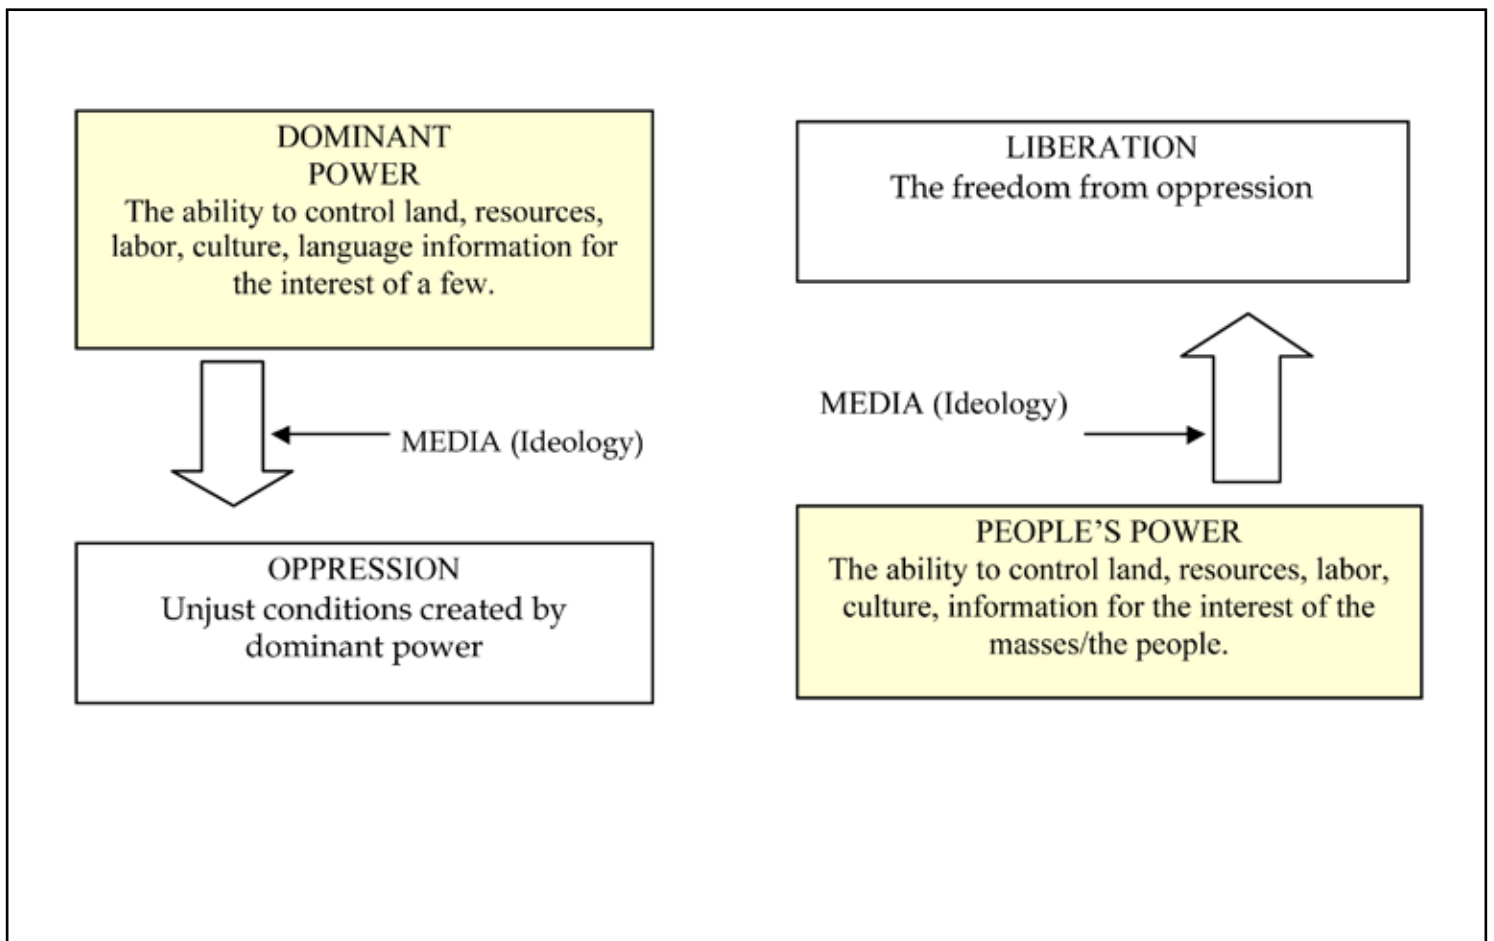 DOMINANT
POWER
The ability to control land, resources,
labor, culture, language information for
the interest of a few.
MEDIA (Ideology)
OPPRESSION
Unjust conditions created by
dominant power
LIBERATION
The freedom from oppression
MEDIA (Ideology)
PEOPLE’S POWER
The ability to control land, resources, labor,
culture, information for the interest of the
masses/the people.